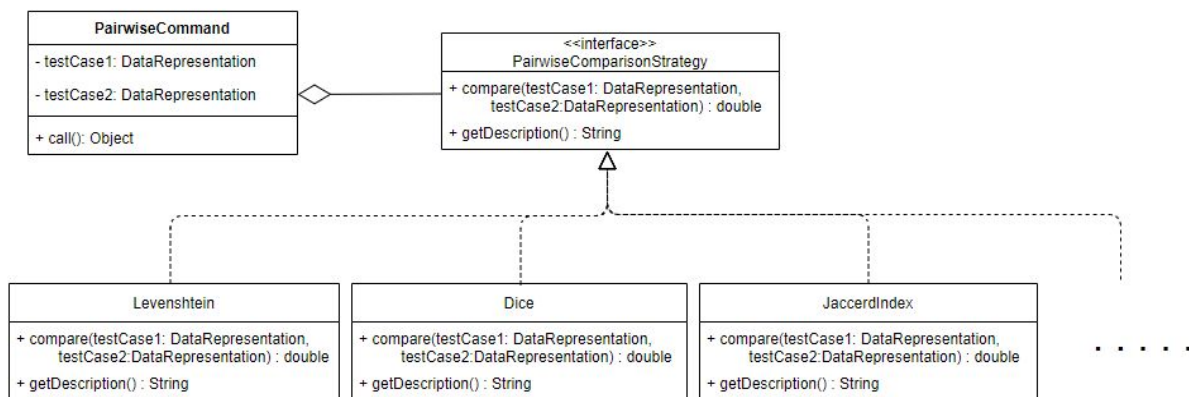 PairwiseCommand
- testCase1: DataRepresentation
- testCase2: DataRepresentation
+ call(): Object
<<interface>>
PairwiseComparisonStrategy
+ compare(testCase1: DataRepresentation,
testCase2:DataRepresentation) : double
+ getDescription() : String
Levenshtein
+ compare(testCase1: DataRepresentation,
testCase2:DataRepresentation) : double
+ getDescription() : String
Dice
+ compare(testCase1: DataRepresentation,
testCase2:DataRepresentation) : double
+ getDescription() : String
JaccerdIndex
+ compare(testCase1: DataRepresentation,
testCase2:DataRepresentation) : double
+ getDescription() : String
. . . . .